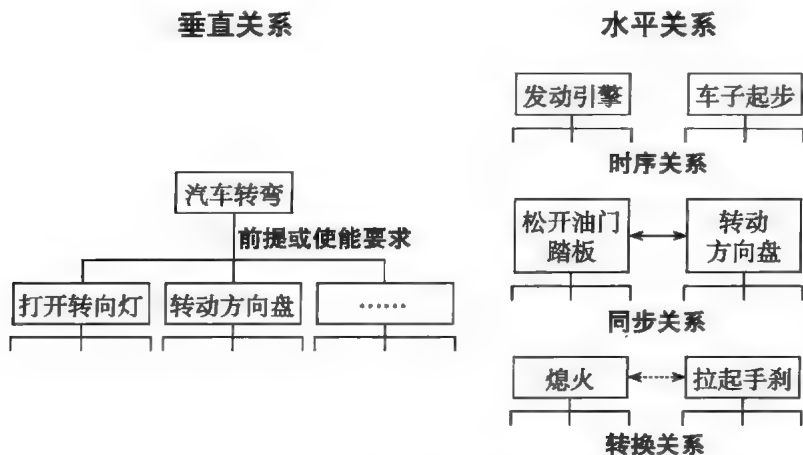 垂直关系
水平关系
发动引擎
车子起步
时序关系
汽车转弯
前提或使能要求
松开油门
踏板
转动
方向盘
打开转向灯
转动方向盘
……
同步关系
熄火
拉起手刹
转换关系